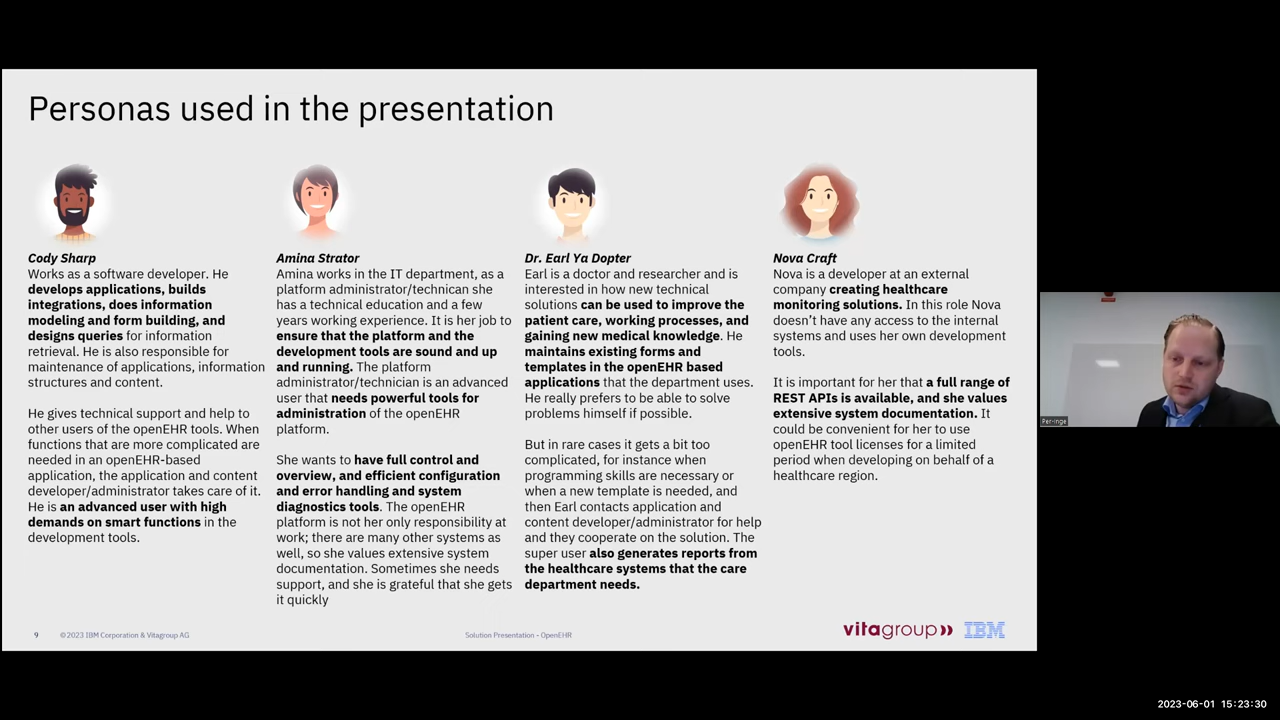 Personas used in the presentation
Cody Sharp
Works as a software developer. He
develops applications, builds
integrations, does information
modeling and form building, and
designs queries for information
retrieval. He is also responsible for
maintenance of applications, information
structures and content.
He gives technical support and help to
other users of the openEHR tools. When
functions that are more complicated are
needed in an openEHR-based
application, the application and content
developer/administrator takes care of it.
He is an advanced user with high
demands on smart functions in the
development tools.
Amina Strator
Amina works in the IT department, as a
platform administrator/technican she
has a technical education and a few
years working experience. It is her job to
ensure that the platform and the
development tools are sound and up
and running. The platform
administrator/technician is an advanced
user that needs powerful tools for
administration of the openEHR
platform.
She wants to have full control and
overview, and efficient configuration
and error handling and system
diagnostics tools. The openEHR
platform is not her only responsibility at
work; there are many other systems as
well, so she values extensive system
documentation. Sometimes she needs
support, and she is grateful that she gets
it quickly
Dr. Earl Ya Dopter
Earl is a doctor and researcher and is
interested in how new technical
solutions can be used to improve the
patient care, working processes, and
gaining new medical knowledge. He
maintains existing forms and
templates in the openEHR based
applications that the department uses.
He really prefers to be able to solve
problems himself if possible.
But in rare cases it gets a bit too
complicated, for instance when
programming skills are necessary or
when a new template is needed, and
then Earl contacts application and
content developer/administrator for help
and they cooperate on the solution. The
super user also generates reports from
the healthcare systems that the care
department needs.
Nova Craft
Nova is a developer at an external
company creating healthcare
monitoring solutions. In this role Nova
doesn't have any access to the internal
systems and uses her own development
tools.
It is important for her that a full range of
REST APIs is available, and she values
extensive system documentation. It
could be convenient for her to use
openEHR tool licenses for a limited
period when developing on behalf of a
healthcare region.
9 ©2023 IBM Corporation & Vitagroup AG
Solution Presentation - OpenEHR
vitagroup IBM
Per-Inge
2023-06-01 15:23:30